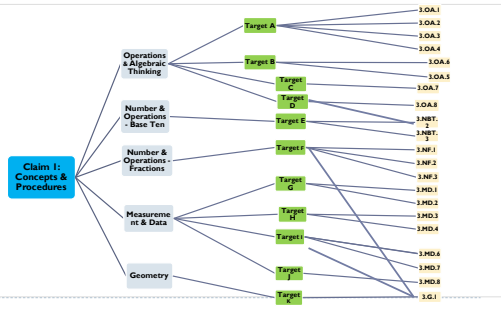 Claim 1:
Concepts &
Procedures
Operations
& Algebraic
Thinking
Number &
Operations
- Base Ten
Number &
Operations -
Fractions
Measureme
nt & Data
Geometry
Target A
Target B
Target
C
Target
D
Target E
Target F
Target
G
Target
H
Target I
Target
J
Target
K
3.OA.1
3.OA.2
3.OA.3
3.OA.4
3.OA.6
3.OA.5
3.OA.7
3.OA.8
3.NBT.
2
3.NBT.
3
3.NF.1
3.NF.2
3.NF.3
3.MD.1
3.MD.2
3.MD.3
3.MD.4
3.MD.6
3.MD.7
3.MD.8
3.G.1